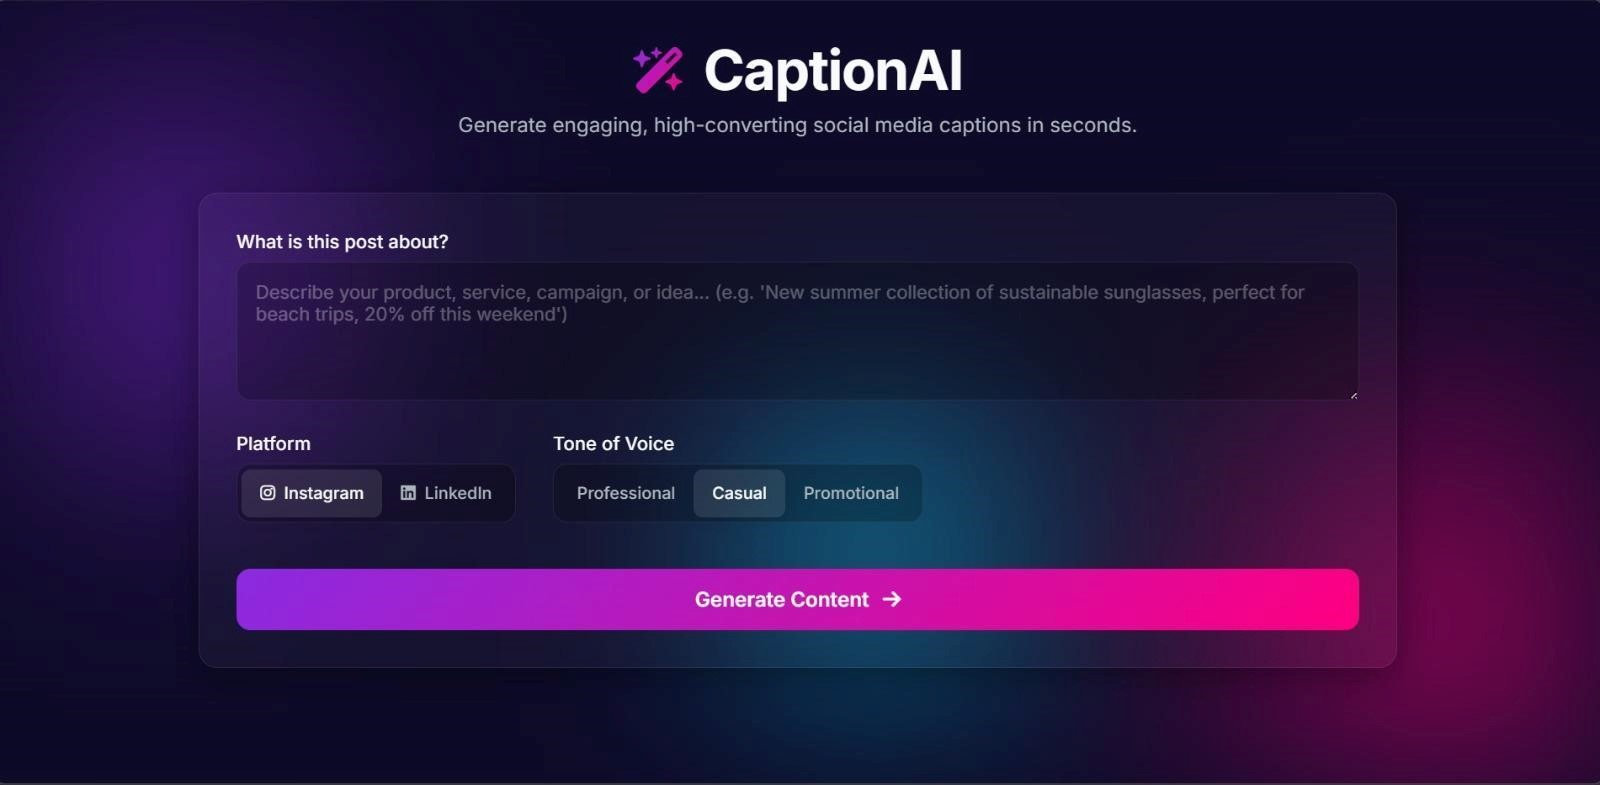 CaptionAI
Generate engaging, high-converting social media captions in seconds.
What is this post about?
Describe your product, service, campaign, or idea... (e.g. 'New summer collection of sustainable sunglasses, perfect for
beach trips, 20% off this weekend')
Platform
Tone of Voice
Instagram
LinkedIn
Professional
Casual
Promotional
Generate Content →